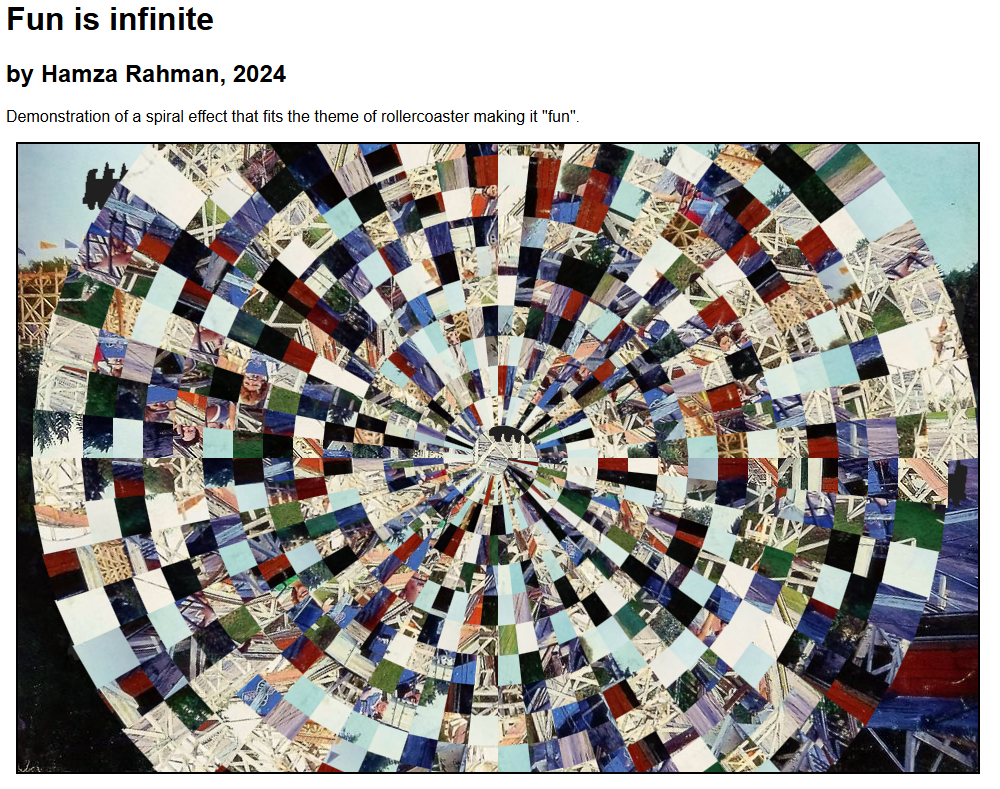 Fun is infinite
by Hamza Rahman, 2024
Demonstration of a spiral effect that fits the theme of rollercoaster making it "fun".